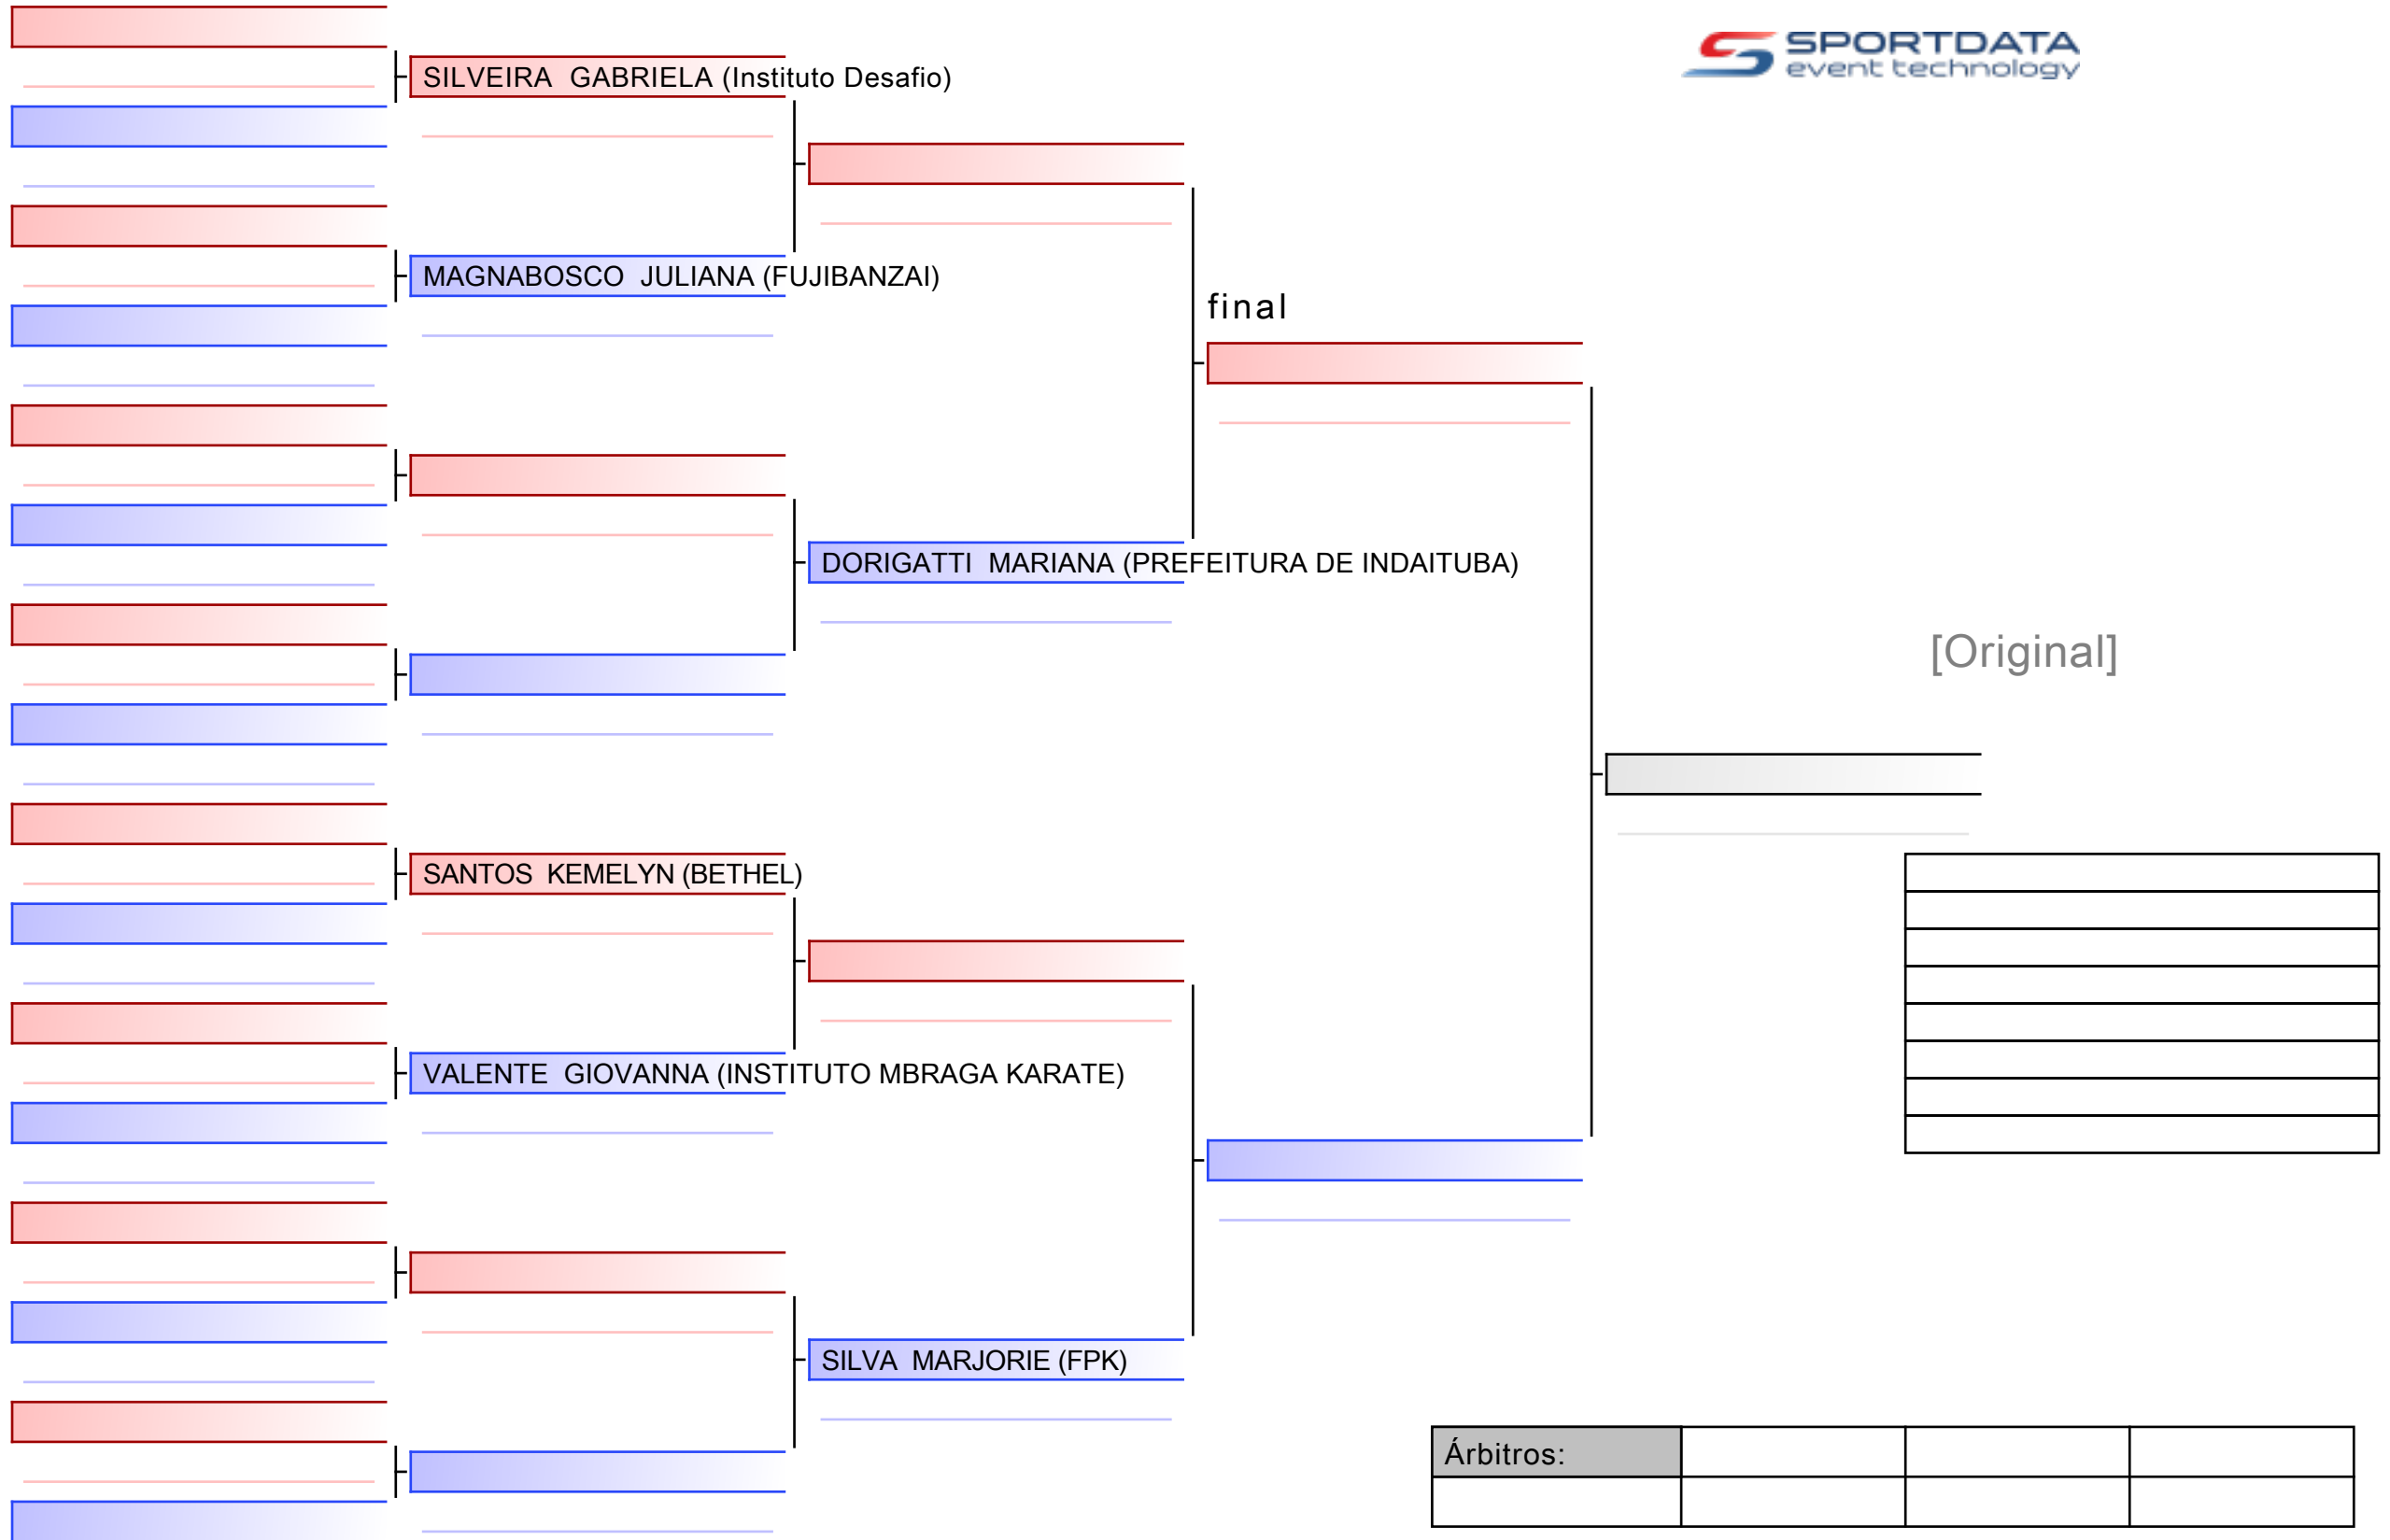 SPORTDATA
event technology
SILVEIRA GABRIELA (Instituto Desafio)
MAGNABOSCO JULIANA (FUJIBANZAI)
final
DORIGATTI MARIANA (PREFEITURA DE INDAITUBA)
[Original]
SANTOS KEMELYN (BETHEL)
VALENTE GIOVANNA (INSTITUTO MBRAGA KARATE)
SILVA MARJORIE (FPK)
Árbitros: